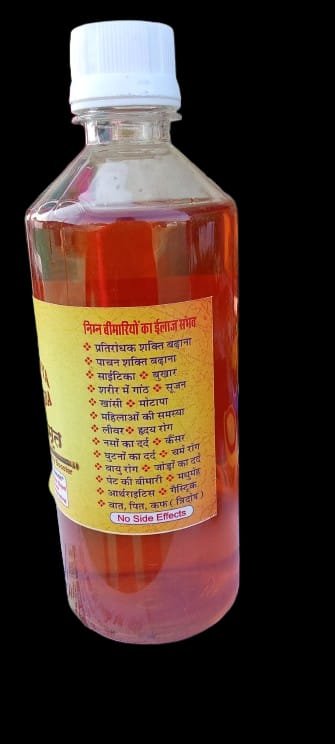 निम्न बीमारियों का ईलाज संभव
❖ प्रतिरोधक शक्ति बढ़ाना
❖ पाचन शक्ति बढ़ाना
❖ साईटिका ❖ बुखार
❖ शरीर में गांठ ❖ सूजन
❖ खांसी ❖ मोटापा
❖ महिलाओं की समस्या
❖ लीवर ❖ हृदय रोग
❖ नसों का दर्द ❖ कैंसर
❖ घुटनों का दर्द ❖ चर्म रोग
❖ वायु रोग ❖ जोड़ों का दर्द
❖ पेट की बीमारी ❖ मधुमेह
❖ आर्थराइटिस ❖ गैस्ट्रिक
❖ वात, पित, कफ ( त्रिदोष )
No Side Effects